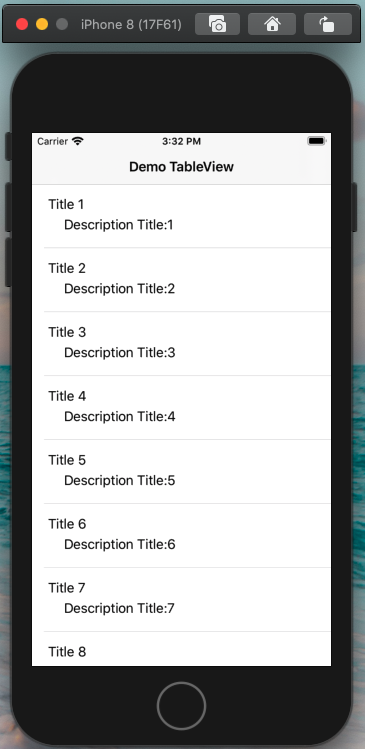 iPhone 8 (17F61)
Carrier 3:32 PM
Demo TableView
Title 1
Description Title:1
Title 2
Description Title:2
Title 3
Description Title:3
Title 4
Description Title:4
Title 5
Description Title:5
Title 6
Description Title:6
Title 7
Description Title:7
Title 8